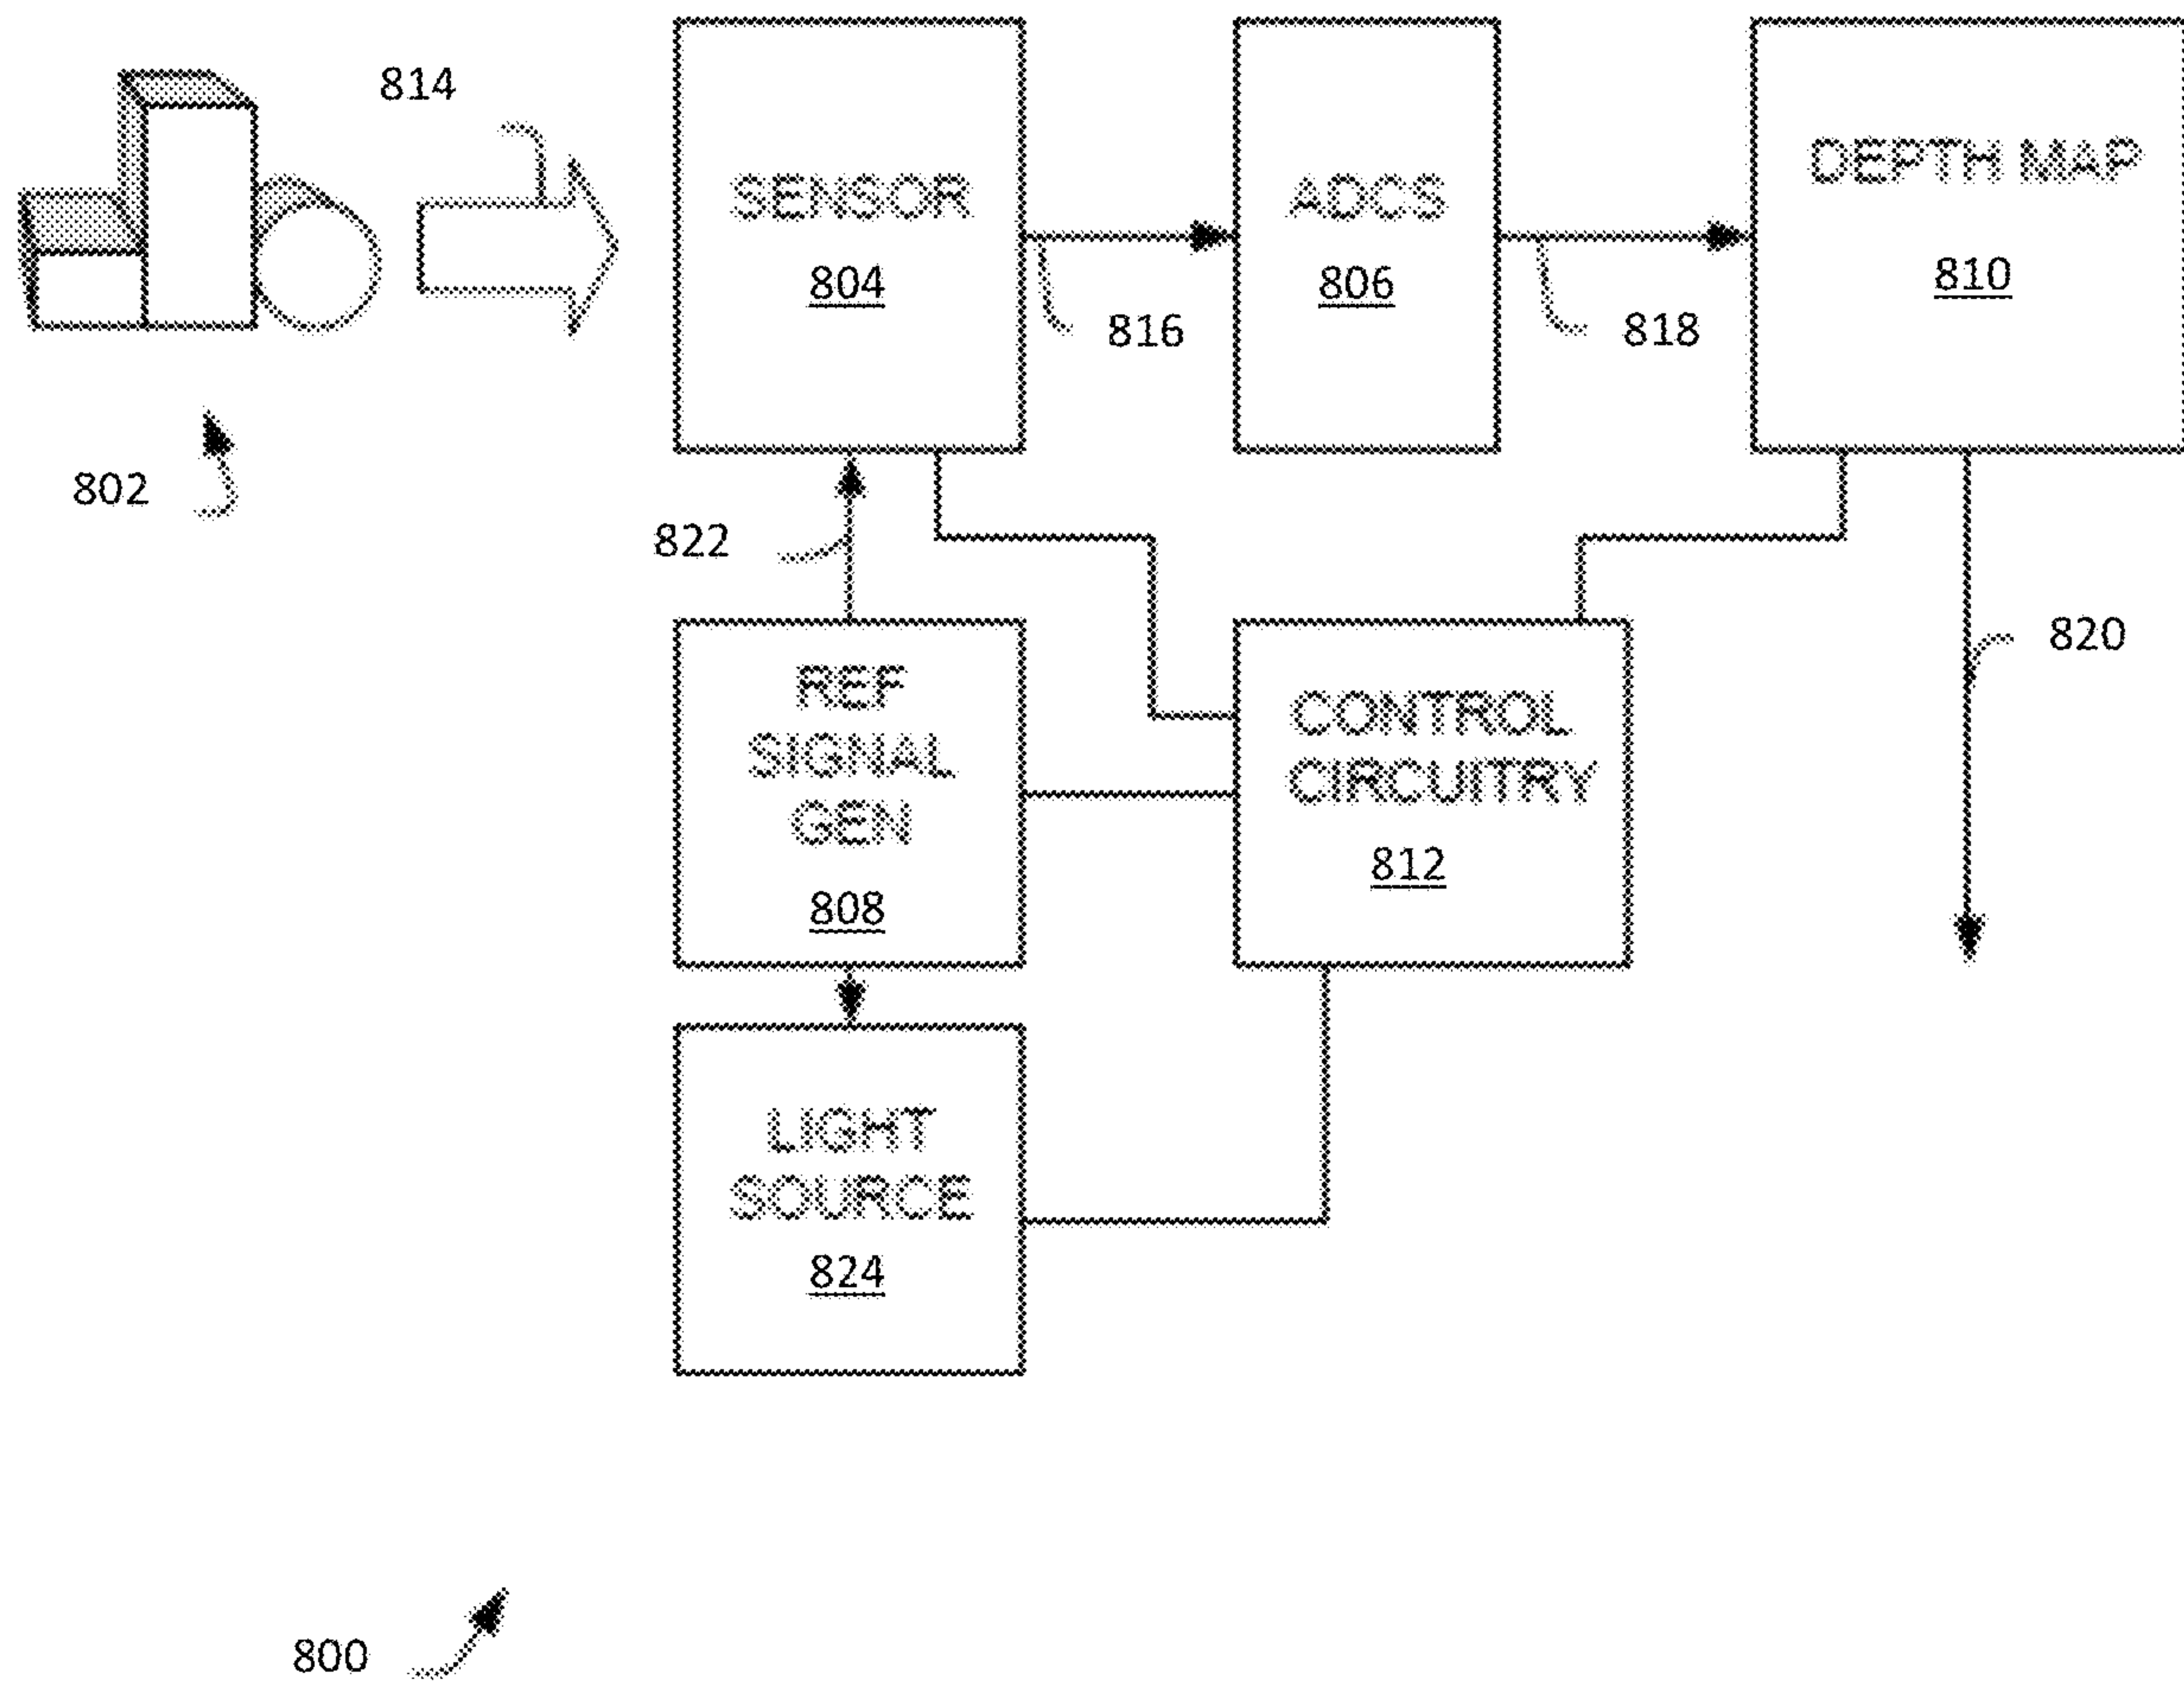 814
SENSOR
804
816
ADCS
806
818
DEPTH MAP
810
802
822
820
REF
SIGNAL
GEN
808
CONTROL
CIRCUITRY
812
LIGHT
SOURCE
824
800